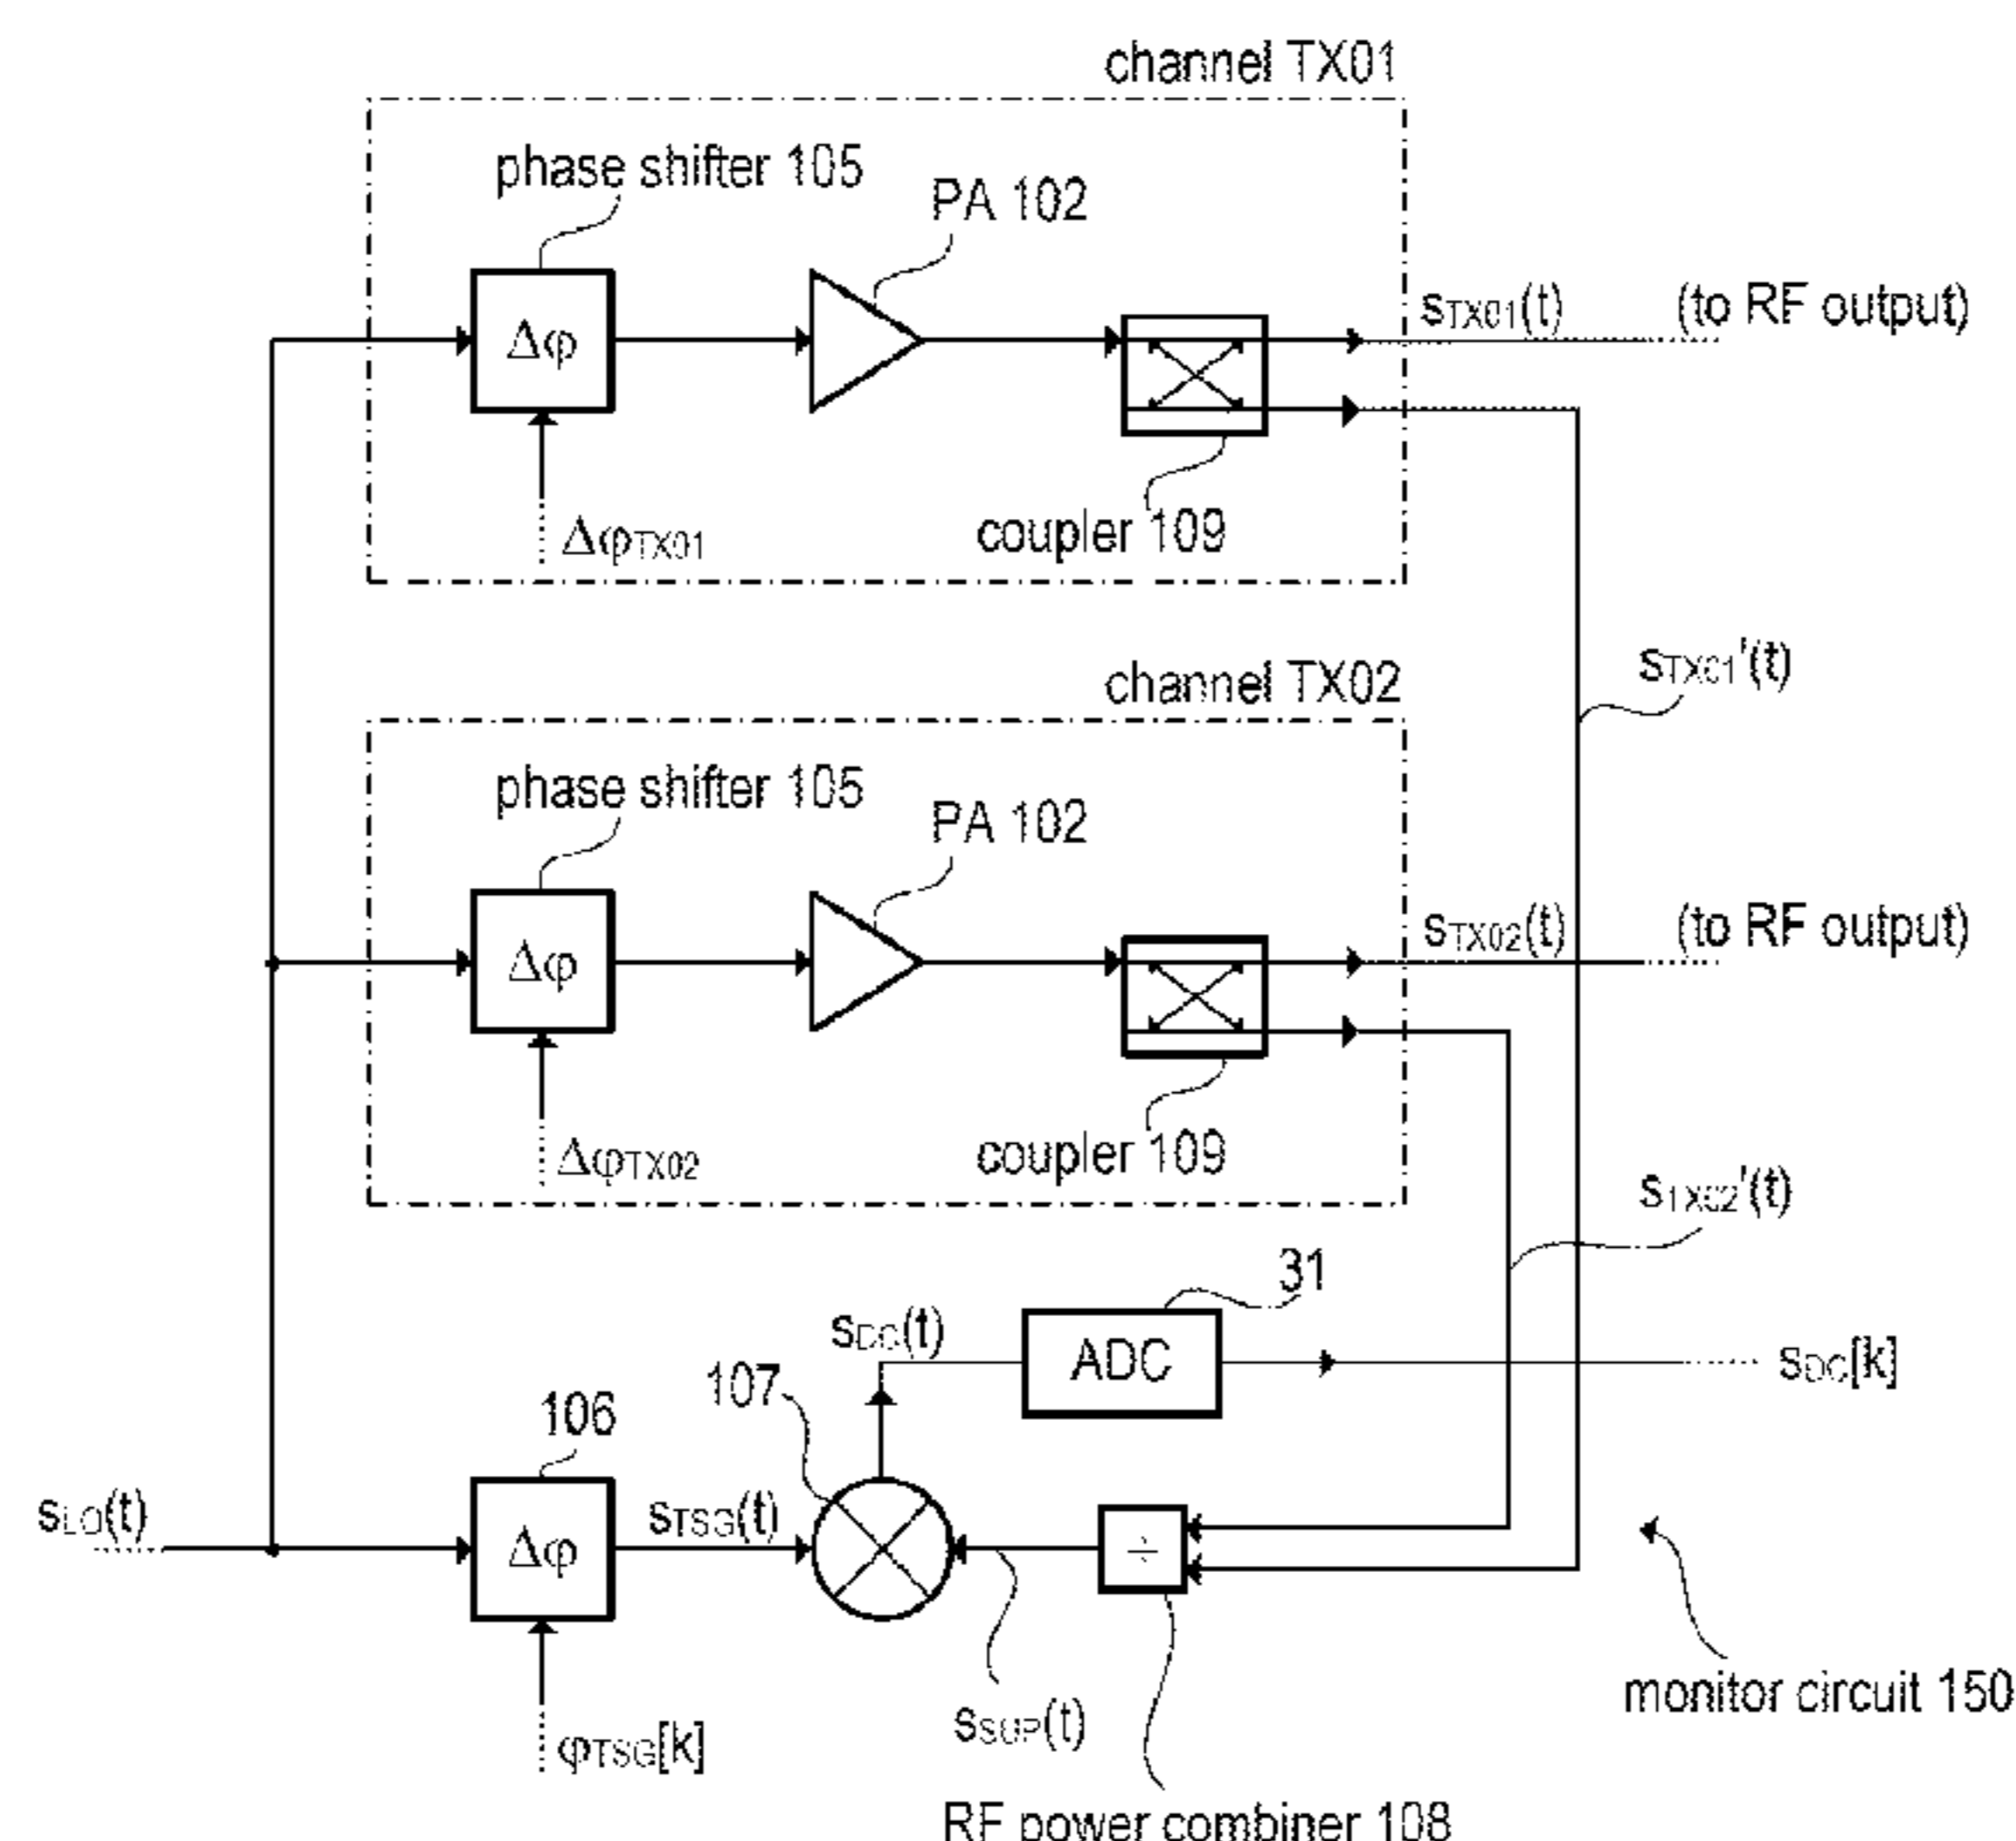 channel TX01
phase shifter 105
PA 102
Δφ
sTX01(t)
(to RF output)
ΔφTX01
coupler 109
sTX01'(t)
channel TX02
phase shifter 105
PA 102
Δφ
sTX02(t)
(to RF output)
ΔφTX02
coupler 109
sTX02'(t)
31
sDC(t)
ADC
sDC[k]
107
106
sLO(t)
Δφ
sTSG(t)
÷
φTSG[k]
sSUP(t)
monitor circuit 150
RF power combiner 108